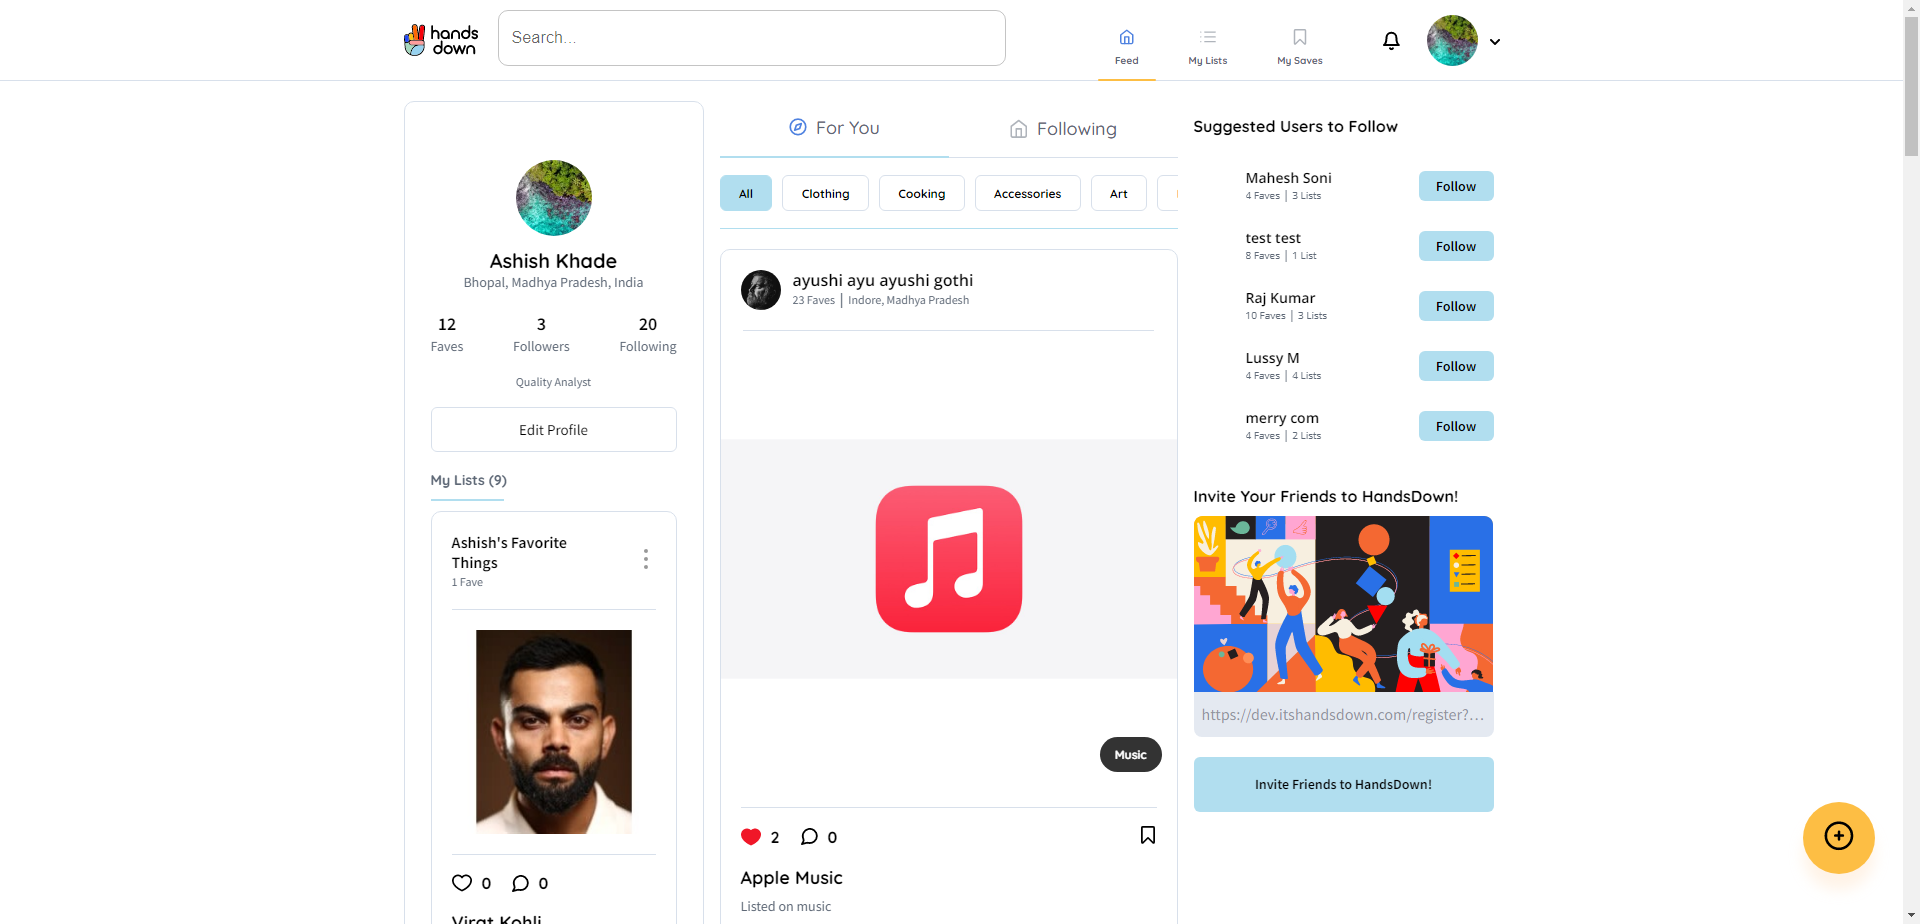 hands
down
Search...
Feed
My Lists
My Saves
Ashish Khade
Bhopal, Madhya Pradesh, India
12
3
20
Faves
Followers
Following
Quality Analyst
Edit Profile
My Lists (9)
Ashish's Favorite
Things
1 Fave
0
0
Virat Kohli
For You
Following
All
Clothing
Cooking
Accessories
Art
ayushi ayu ayushi gothi
23 Faves | Indore, Madhya Pradesh
Music
2
0
Apple Music
Listed on music
Suggested Users to Follow
Mahesh Soni
4 Faves | 3 Lists
Follow
test test
8 Faves | 1 List
Follow
Raj Kumar
10 Faves | 3 Lists
Follow
Lussy M
4 Faves | 4 Lists
Follow
merry com
4 Faves | 2 Lists
Follow
Invite Your Friends to HandsDown!
https://dev.itshandsdown.com/register?...
Invite Friends to HandsDown!